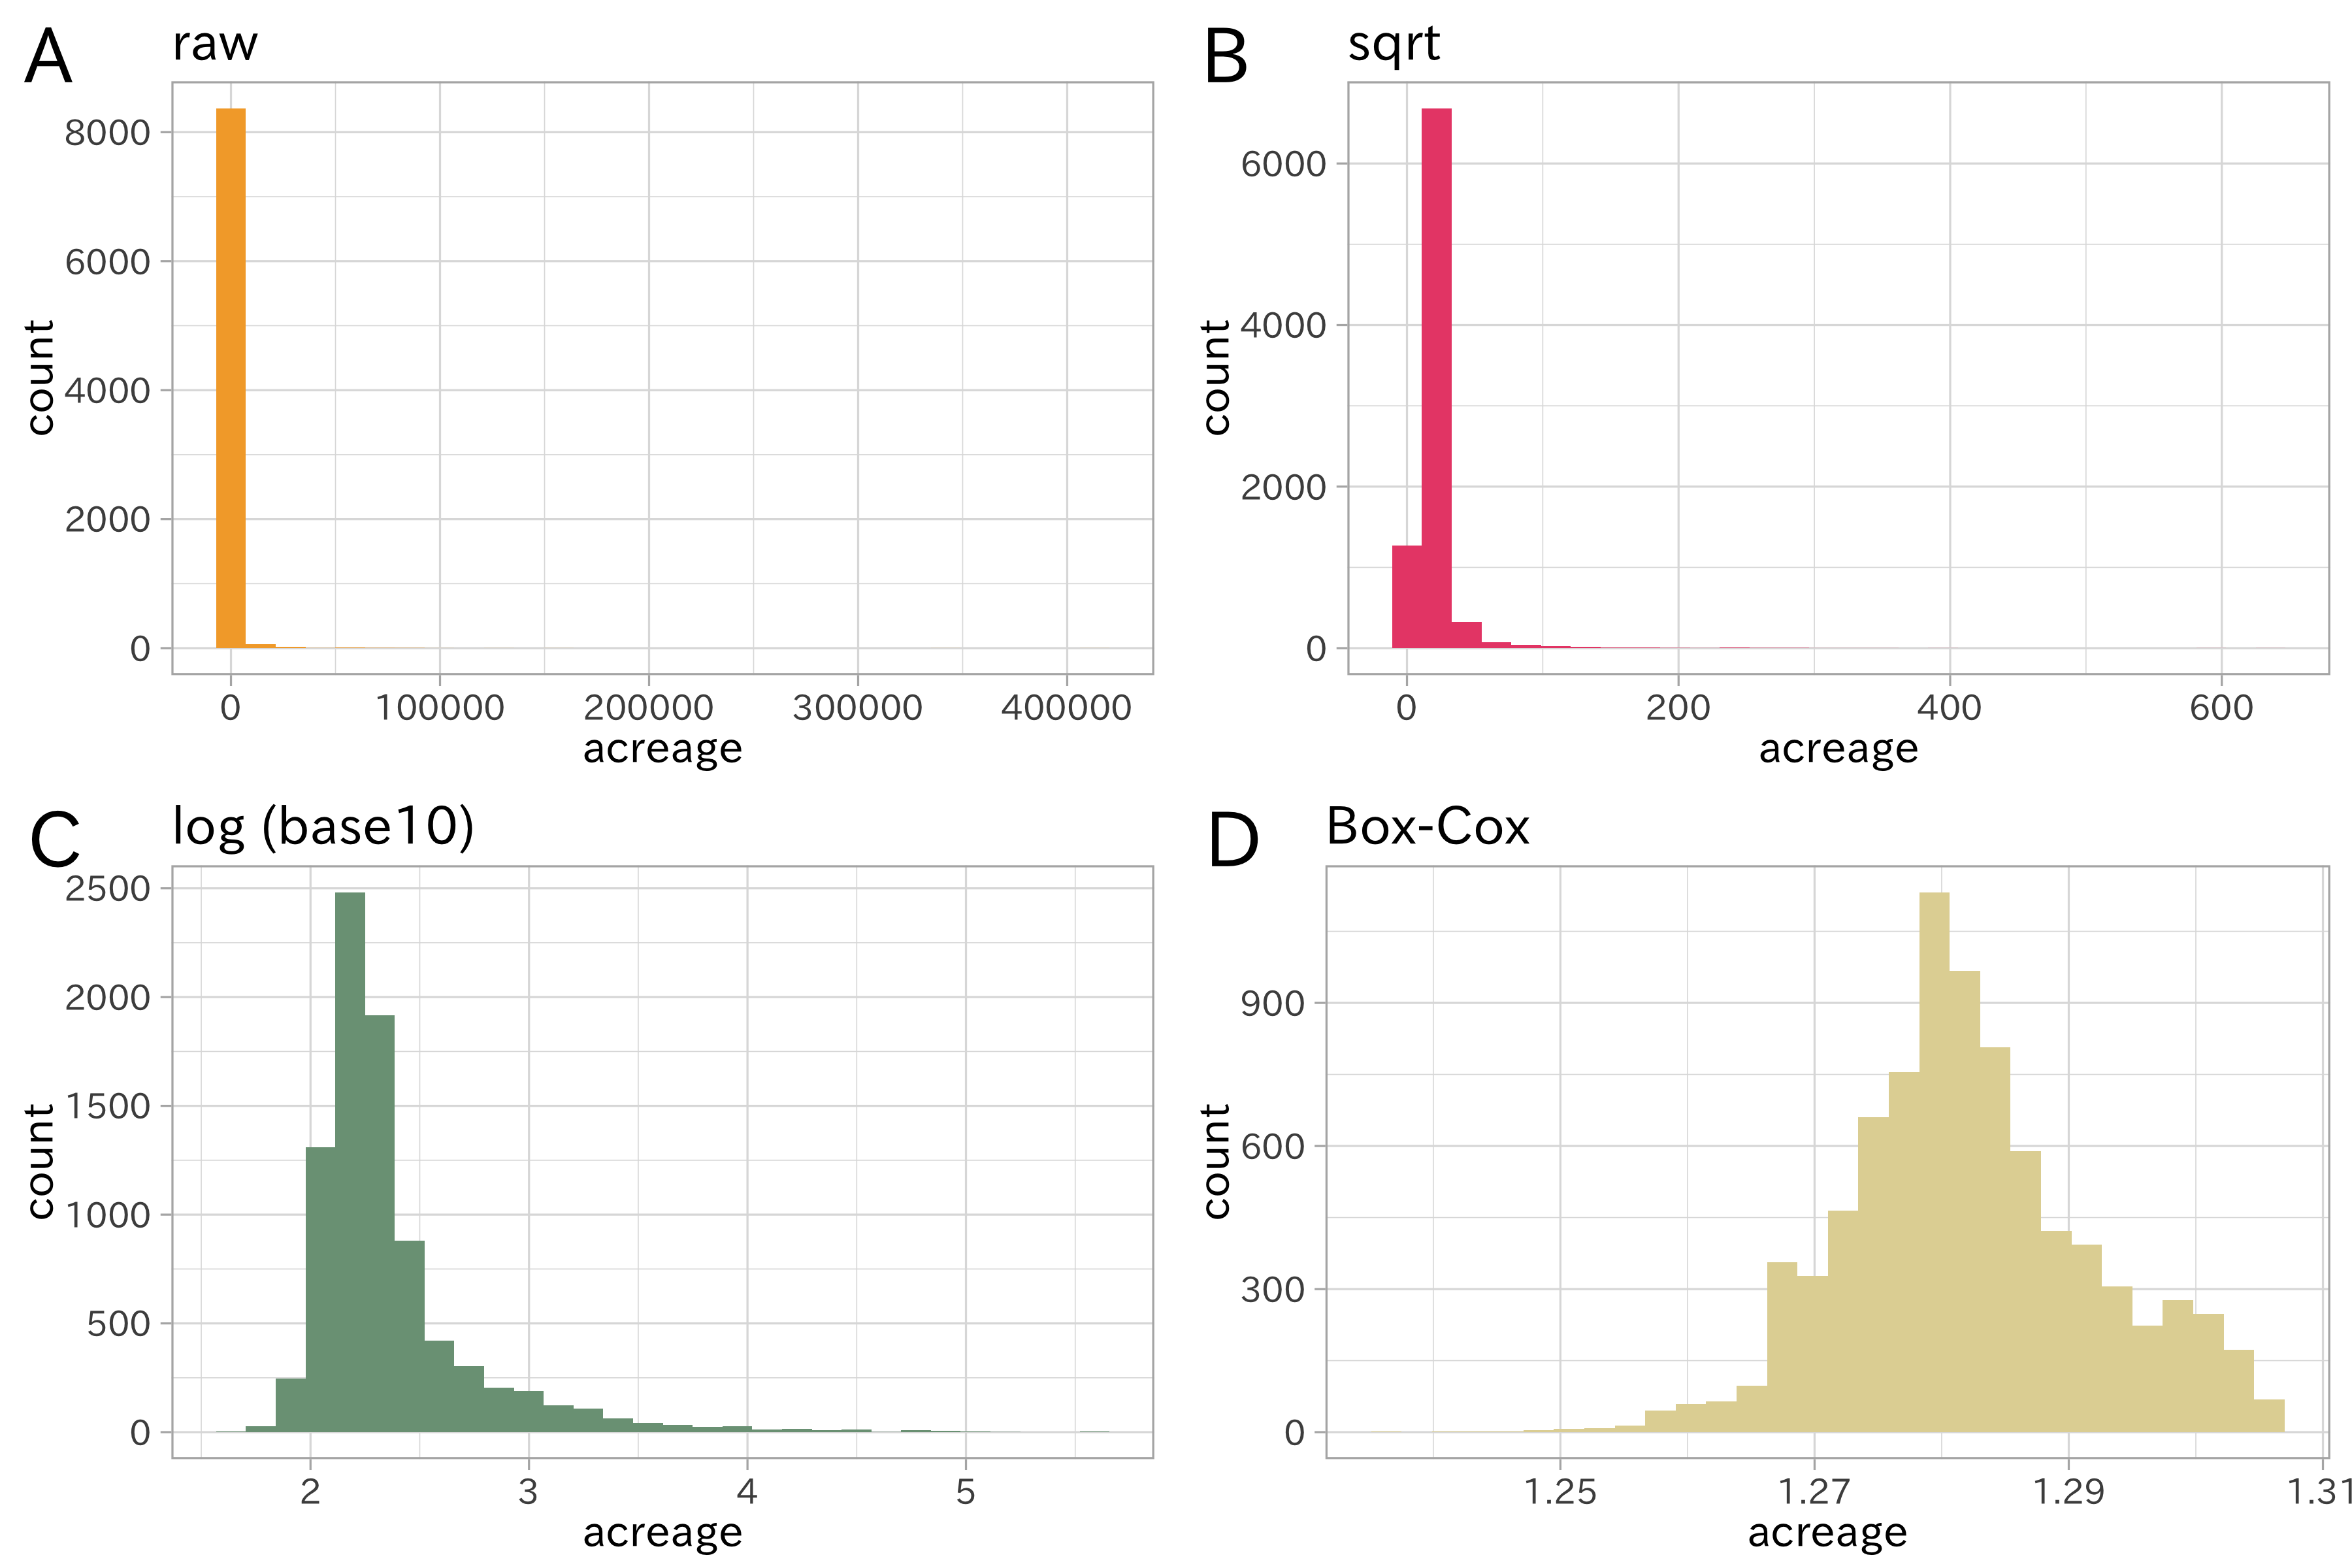 A raw
8000
6000
4000
2000
0
count
0 100000 200000 300000 400000
acreage
B sqrt
6000
4000
2000
0
count
0 200 400 600
acreage
C log (base10)
2500
2000
1500
1000
500
0
count
2 3 4 5
acreage
D Box-Cox
900
600
300
0
count
1.25 1.27 1.29 1.31
acreage